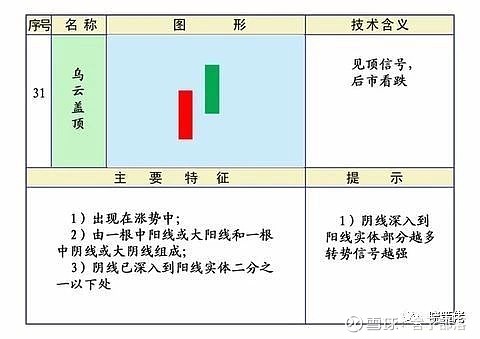 序号 名称 图形 技术含义
31 乌云盖顶 见顶信号，
后市看跌
主要特征 提示
1）出现在涨势中；
2）由一根中阳线或大阳线和一根
中阴线或大阴线组成；
3）阴线已深入到阳线实体二分之
一以下处
1）阴线深入到
阳线实体部分越多
转势信号越强